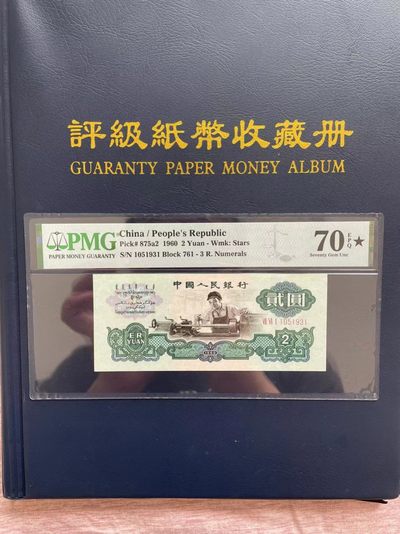 評級紙幣收藏册
GUARANTY PAPER MONEY ALBUM
PMG
PAPER MONEY GUARANTY
China / People's Republic
Pick# 875a2 1960 2 Yuan - Wmk: Stars
S/N 1051931 Block 761 - 3 R. Numerals
70 EPQ ★
Seventy Gem Unc
中國人民銀行
貳圓
1051931
ER
YUAN
2